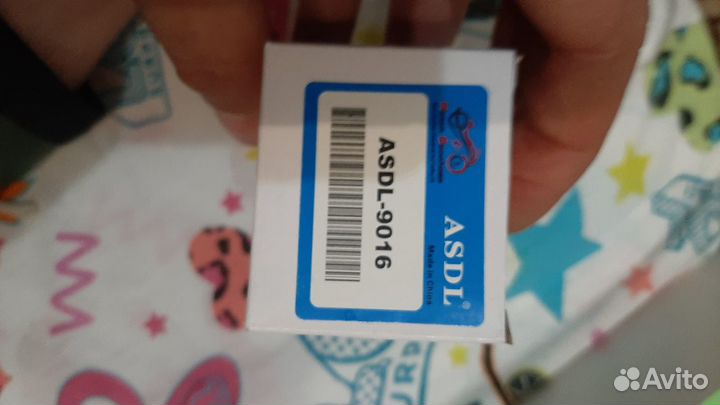 ASDL®
Made in China
ASDL-9016
Avito